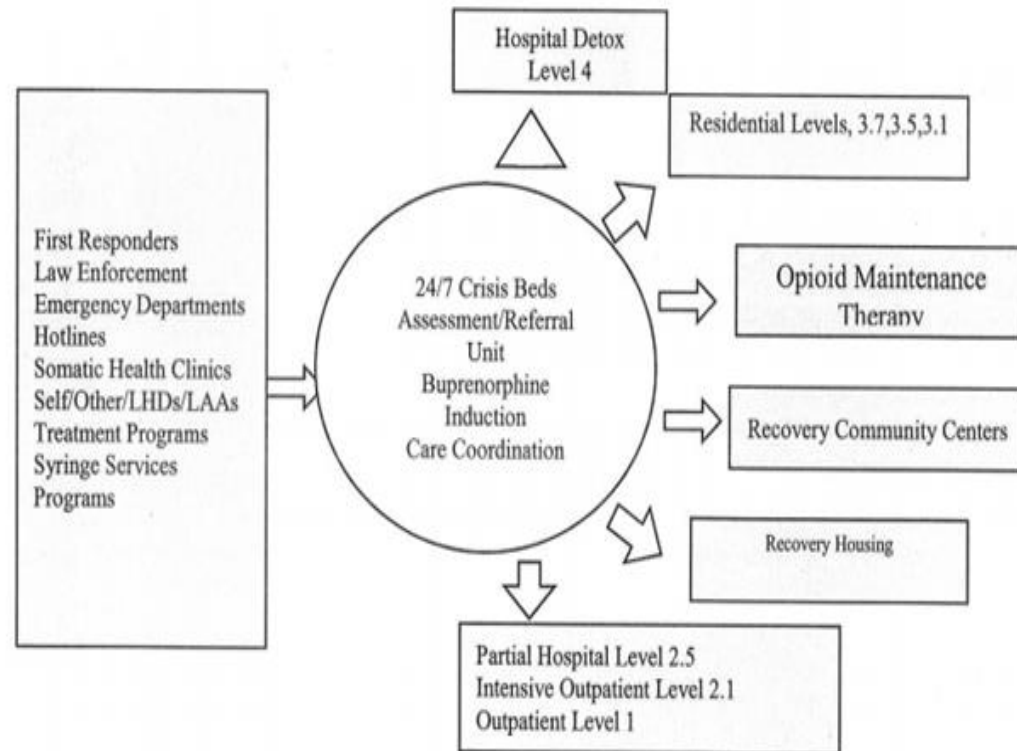 Hospital Detox
Level 4
Residential Levels, 3.7,3.5,3.1
First Responders
Law Enforcement
Emergency Departments
Hotlines
Somatic Health Clinics
Self/Other/LHDs/LAAs
Treatment Programs
Syringe Services
Programs
24/7 Crisis Beds
Assessment/Referral
Unit
Buprenorphine
Induction
Care Coordination
Opioid Maintenance
Therapy
Recovery Community Centers
Recovery Housing
Partial Hospital Level 2.5
Intensive Outpatient Level 2.1
Outpatient Level 1